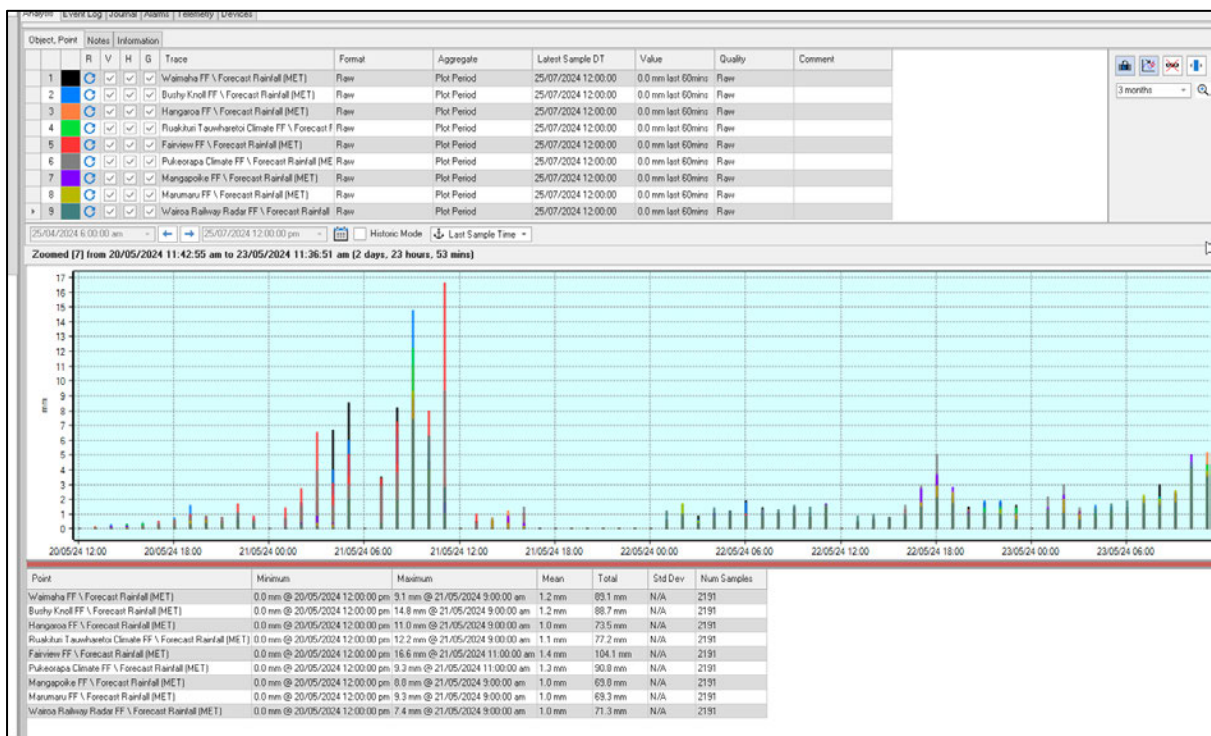 Analysis Event Log Journal Alarms Telemetry Devices
Object, Point Notes Information
R V H G Trace Format Aggregate Latest Sample DT Value Quality Comment
1 Waimaha FF \ Forecast Rainfall (MET) Raw Plot Period 25/07/2024 12:00:00 0.0 mm last 60mins Raw
2 Bushy Knoll FF \ Forecast Rainfall (MET) Raw Plot Period 25/07/2024 12:00:00 0.0 mm last 60mins Raw
3 Hangaroa FF \ Forecast Rainfall (MET) Raw Plot Period 25/07/2024 12:00:00 0.0 mm last 60mins Raw
4 Ruakituri Tauwharetoi Climate FF \ Forecast F Raw Plot Period 25/07/2024 12:00:00 0.0 mm last 60mins Raw
5 Fairview FF \ Forecast Rainfall (MET) Raw Plot Period 25/07/2024 12:00:00 0.0 mm last 60mins Raw
6 Pukeorapa Climate FF \ Forecast Rainfall (ME Raw Plot Period 25/07/2024 12:00:00 0.0 mm last 60mins Raw
7 Mangapoike FF \ Forecast Rainfall (MET) Raw Plot Period 25/07/2024 12:00:00 0.0 mm last 60mins Raw
8 Marumaru FF \ Forecast Rainfall (MET) Raw Plot Period 25/07/2024 12:00:00 0.0 mm last 60mins Raw
9 Wairoa Railway Radar FF \ Forecast Rainfall Raw Plot Period 25/07/2024 12:00:00 0.0 mm last 60mins Raw
3 months
25/04/2024 6:00:00 am 25/07/2024 12:00:00 pm Historic Mode Last Sample Time
Zoomed [7] from 20/05/2024 11:42:55 am to 23/05/2024 11:36:51 am (2 days, 23 hours, 53 mins)
17
16
15
14
13
12
11
10
9
8
7
6
5
4
3
2
1
0
mm
20/05/24 12:00 20/05/24 18:00 21/05/24 00:00 21/05/24 06:00 21/05/24 12:00 21/05/24 18:00 22/05/24 00:00 22/05/24 06:00 22/05/24 12:00 22/05/24 18:00 23/05/24 00:00 23/05/24 06:00
Point Minimum Maximum Mean Total Std Dev Num Samples
Waimaha FF \ Forecast Rainfall (MET) 0.0 mm @ 20/05/2024 12:00:00 pm 9.1 mm @ 21/05/2024 9:00:00 am 1.2 mm 89.1 mm N/A 2191
Bushy Knoll FF \ Forecast Rainfall (MET) 0.0 mm @ 20/05/2024 12:00:00 pm 14.8 mm @ 21/05/2024 9:00:00 am 1.2 mm 88.7 mm N/A 2191
Hangaroa FF \ Forecast Rainfall (MET) 0.0 mm @ 20/05/2024 12:00:00 pm 11.0 mm @ 21/05/2024 9:00:00 am 1.0 mm 73.5 mm N/A 2191
Ruakituri Tauwharetoi Climate FF \ Forecast Rainfall (MET) 0.0 mm @ 20/05/2024 12:00:00 pm 12.2 mm @ 21/05/2024 9:00:00 am 1.1 mm 77.2 mm N/A 2191
Fairview FF \ Forecast Rainfall (MET) 0.0 mm @ 20/05/2024 12:00:00 pm 16.6 mm @ 21/05/2024 11:00:00 am 1.4 mm 104.1 mm N/A 2191
Pukeorapa Climate FF \ Forecast Rainfall (MET) 0.0 mm @ 20/05/2024 12:00:00 pm 9.3 mm @ 21/05/2024 11:00:00 am 1.3 mm 90.8 mm N/A 2191
Mangapoike FF \ Forecast Rainfall (MET) 0.0 mm @ 20/05/2024 12:00:00 pm 8.8 mm @ 21/05/2024 9:00:00 am 1.0 mm 69.8 mm N/A 2191
Marumaru FF \ Forecast Rainfall (MET) 0.0 mm @ 20/05/2024 12:00:00 pm 9.3 mm @ 21/05/2024 9:00:00 am 1.0 mm 69.3 mm N/A 2191
Wairoa Railway Radar FF \ Forecast Rainfall (MET) 0.0 mm @ 20/05/2024 12:00:00 pm 7.4 mm @ 21/05/2024 9:00:00 am 1.0 mm 71.3 mm N/A 2191